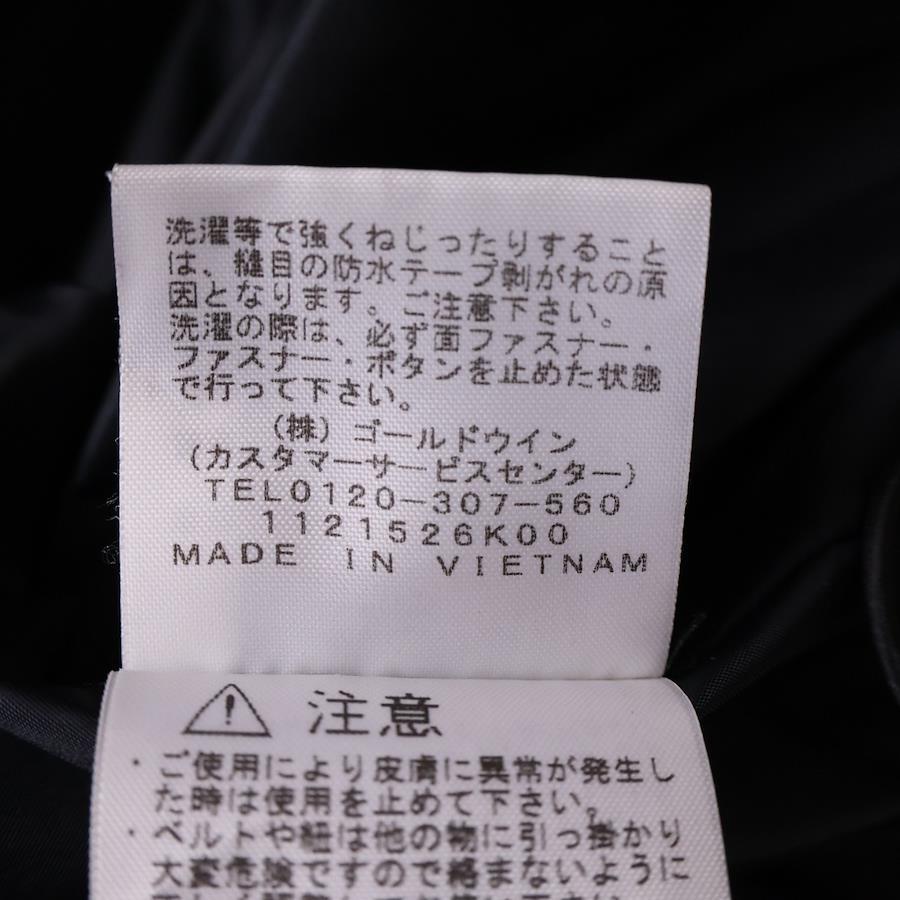 洗濯等で強くねじったりすること
は、縫目の防水テープ剥がれの原
因となります。ご注意下さい。
洗濯の際は、必ず面ファスナー・
ファスナー・ボタンを止めた状態
で行って下さい。
(株)ゴールドウイン
(カスタマーサービスセンター)
TEL0120-307-560
1121526K00
MADE IN VIETNAM
注意
・ご使用により皮膚に異常が発生し
た時は使用を止めて下さい。
・ベルトや紐は他の物に引っ掛かり
大変危険ですので絡まないように